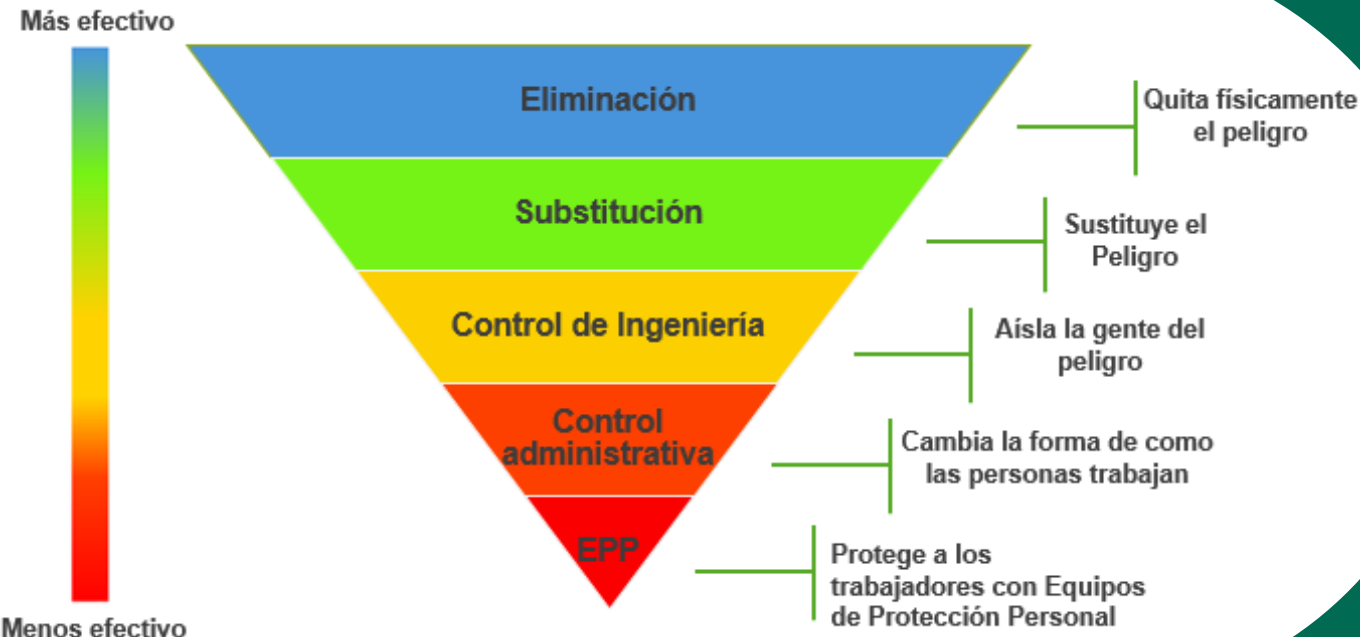 Más efectivo
Eliminación
Quita físicamente
el peligro
Substitución
Sustituye el
Peligro
Control de Ingeniería
Aísla la gente del
peligro
Control
administrativa
Cambia la forma de como
las personas trabajan
EPP
Protege a los
trabajadores con Equipos
de Protección Personal
Menos efectivo